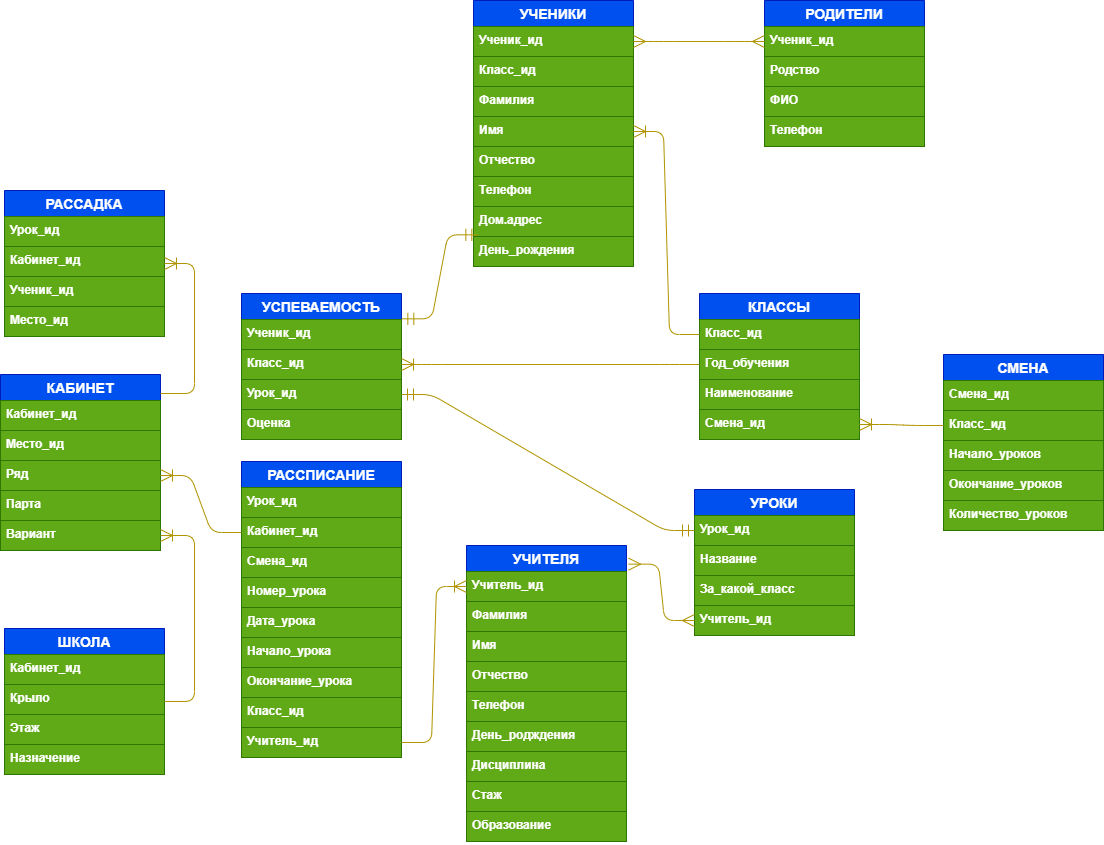 УЧЕНИКИ
Ученик_ид
Класс_ид
Фамилия
Имя
Отчество
Телефон
Дом.адрес
День_рождения
РОДИТЕЛИ
Ученик_ид
Родство
ФИО
Телефон
РАССАДКА
Урок_ид
Кабинет_ид
Ученик_ид
Место_ид
УСПЕВАЕМОСТЬ
Ученик_ид
Класс_ид
Урок_ид
Оценка
КЛАССЫ
Класс_ид
Год_обучения
Наименование
Смена_ид
СМЕНА
Смена_ид
Класс_ид
Начало_уроков
Окончание_уроков
Количество_уроков
КАБИНЕТ
Кабинет_ид
Место_ид
Ряд
Парта
Вариант
РАССПИСАНИЕ
Урок_ид
Кабинет_ид
Смена_ид
Номер_урока
Дата_урока
Начало_урока
Окончание_урока
Класс_ид
Учитель_ид
УЧИТЕЛЯ
Учитель_ид
Фамилия
Имя
Отчество
Телефон
День_родждения
Дисциплина
Стаж
Образование
УРОКИ
Урок_ид
Название
За_какой_класс
Учитель_ид
ШКОЛА
Кабинет_ид
Крыло
Этаж
Назначение